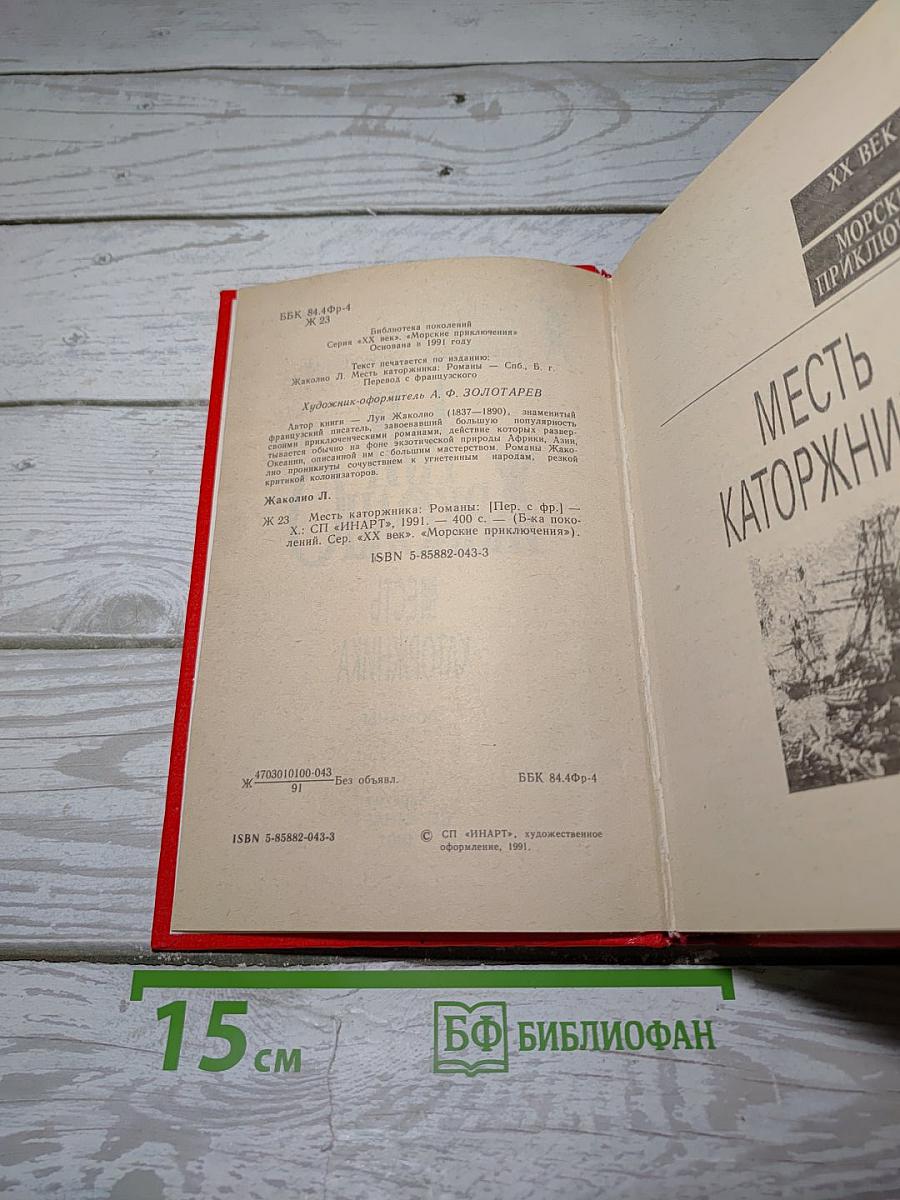 ББК 84.4Фр-4
Ж 23
Библиотека поколений
Серия «XX век». «Морские приключения»
Основана в 1991 году
Текст печатается по изданию:
Жаколио Л. Месть каторжника: Романы — Спб., Б. г.
Перевод с французского
Художник-оформитель А. Ф. ЗОЛОТАРЕВ
Автор книги — Луи Жаколио (1837—1890), знаменитый
французский писатель, завоевавший большую популярность
своими приключенческими романами, действие которых развер-
тывается обычно на фоне экзотической природы Африки, Азии,
Океании, описанной им с большим мастерством. Романы Жако-
лио проникнуты сочувствием к угнетенным народам, резкой
критикой колонизаторов.
Жаколио Л.
Ж 23 Месть каторжника: Романы: [Пер. с фр.] —
Х.: СП «ИНАРТ», 1991. — 400 с. — (Б-ка поко-
лений. Сер. «XX век». «Морские приключения»).
ISBN 5-85882-043-3
Ж 4703010100-043
91
Без объявл.
ББК 84.4Фр-4
ISBN 5-85882-043-3
© СП «ИНАРТ», художественное
оформление, 1991.
XX ВЕК
МОРСКИ
ПРИКЛЮЧ
МЕСТЬ
КАТОРЖНИ
15 см
БФ БИБЛИОФАН